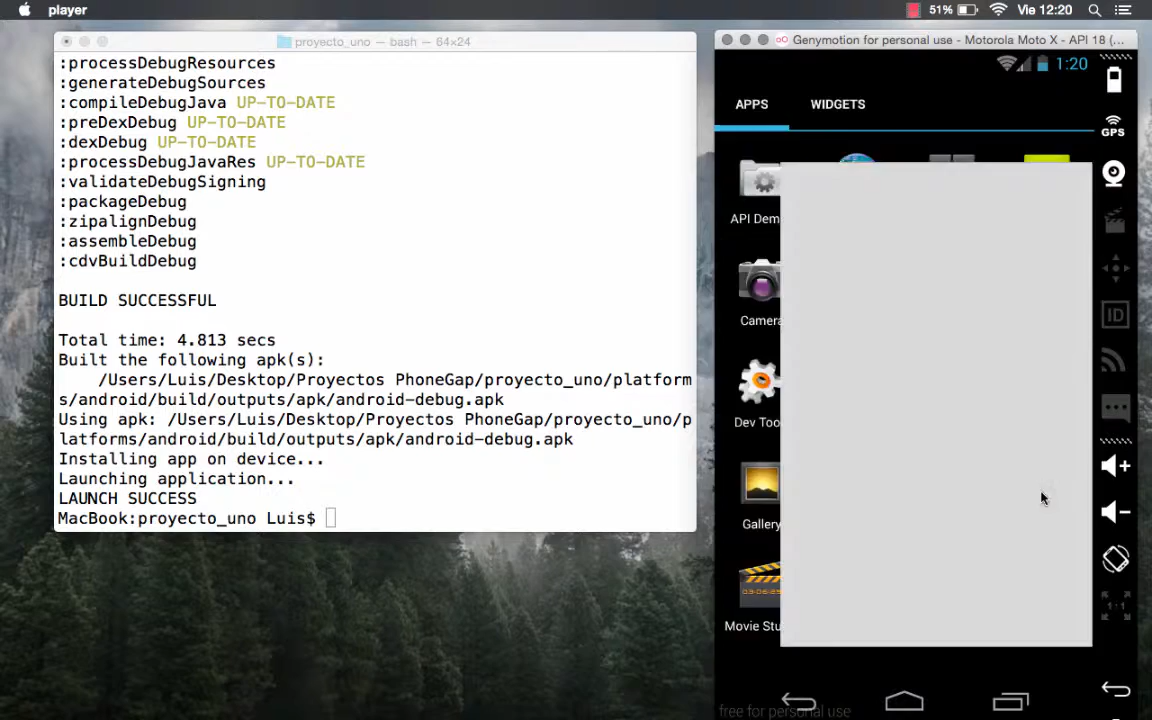 player
51%
Vie 12:20
proyecto_uno — bash — 64×24
:processDebugResources
:generateDebugSources
:compileDebugJava UP-TO-DATE
:preDexDebug UP-TO-DATE
:dexDebug UP-TO-DATE
:processDebugJavaRes UP-TO-DATE
:validateDebugSigning
:packageDebug
:zipalignDebug
:assembleDebug
:cdvBuildDebug
BUILD SUCCESSFUL
Total time: 4.813 secs
Built the following apk(s):
/Users/Luis/Desktop/Proyectos PhoneGap/proyecto_uno/platform
s/android/build/outputs/apk/android-debug.apk
Using apk: /Users/Luis/Desktop/Proyectos PhoneGap/proyecto_uno/p
latforms/android/build/outputs/apk/android-debug.apk
Installing app on device...
Launching application...
LAUNCH SUCCESS
MacBook:proyecto_uno Luis$
Genymotion for personal use - Motorola Moto X - API 18 (...
1:20
APPS
WIDGETS
API Dem
Camera
Dev Too
Gallery
Movie Stu
GPS
ID
1:1
free for personal use